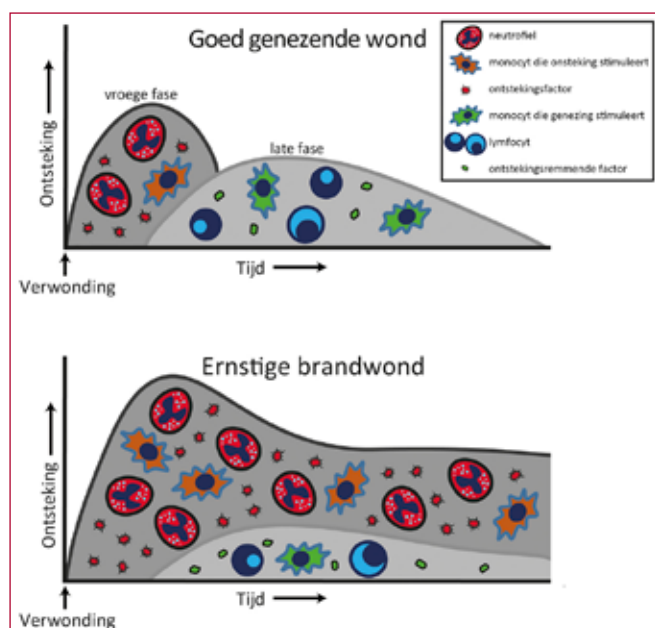 Goed genezende wond
neutrofiel
monocyt die onsteking stimuleert
ontstekingsfactor
monocyt die genezing stimuleert
lymfocyt
ontstekingsremmende factor
vroege fase
late fase
Ontsteking
Tijd
Verwonding
Ernstige brandwond
Ontsteking
Tijd
Verwonding